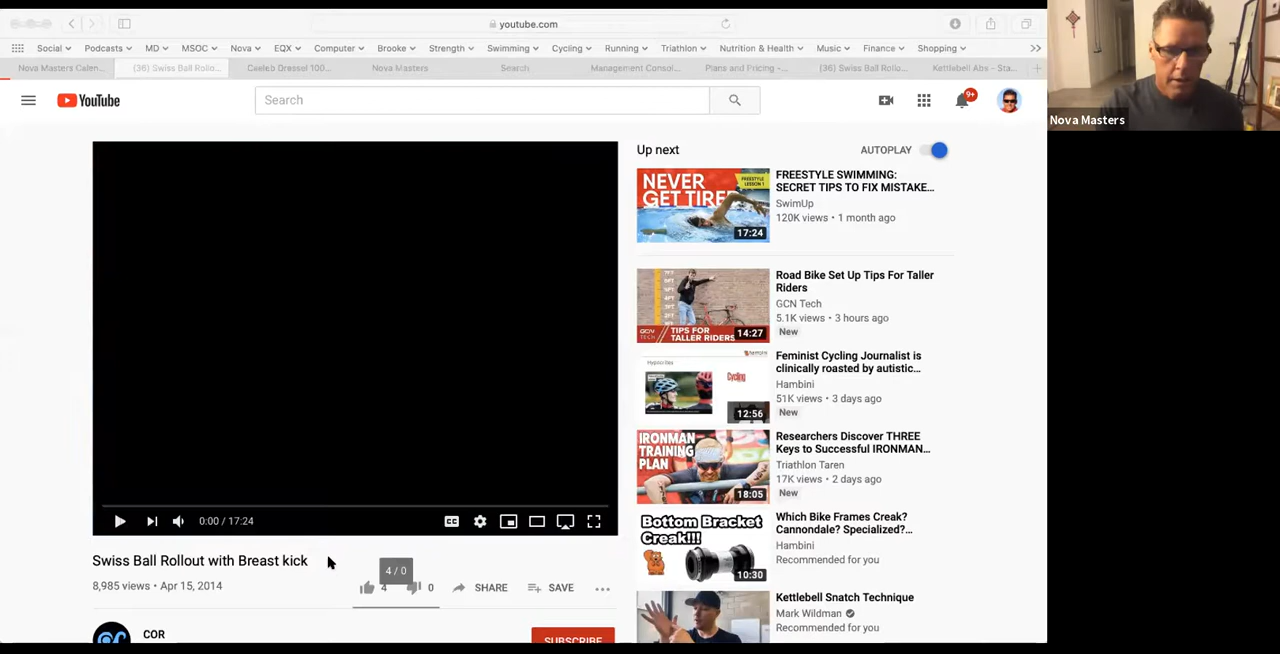 youtube.com
Social Podcasts MD MSOC Nova EQX Computer Brooke Strength Swimming Cycling Running Triathlon Nutrition & Health Music Finance Shopping
Nova Masters Calen... (36) Swiss Ball Rollo... Caeleb Dressel 100... Nova Masters Search Management Consol... Plans and Pricing -... (36) Swiss Ball Rollo... Kettlebell Abs - Sta...
YouTube
Search
9+
Nova Masters
Up next
AUTOPLAY
NEVER GET TIRE
FREESTYLE LESSON 1
17:24
FREESTYLE SWIMMING:
SECRET TIPS TO FIX MISTAKE...
SwimUp
120K views • 1 month ago
GCN TECH
TIPS FOR TALLER RIDERS
14:27
Road Bike Set Up Tips For Taller
Riders
GCN Tech
5.1K views • 3 hours ago
New
Cycling
12:56
Feminist Cycling Journalist is
clinically roasted by autistic...
Hambini
51K views • 3 days ago
New
IRONMAN
TRAINING
PLAN
18:05
Researchers Discover THREE
Keys to Successful IRONMAN...
Triathlon Taren
17K views • 2 days ago
New
Bottom Bracket
Creak!!!
10:30
Which Bike Frames Creak?
Cannondale? Specialized?...
Hambini
Recommended for you
Kettlebell Snatch Technique
Mark Wildman
Recommended for you
0:00 / 17:24
CC
Swiss Ball Rollout with Breast kick
8,985 views • Apr 15, 2014
4 / 0
4 0 SHARE SAVE
COR
SUBSCRIBE